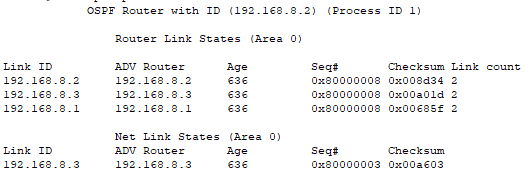 OSPF Router with ID (192.168.8.2) (Process ID 1)
Router Link States (Area 0)
Link ID ADV Router Age Seq# Checksum Link count
192.168.8.2 192.168.8.2 636 0x80000008 0x008d34 2
192.168.8.3 192.168.8.3 636 0x80000008 0x00a01d 2
192.168.8.1 192.168.8.1 636 0x80000008 0x00685f 2
Net Link States (Area 0)
Link ID ADV Router Age Seq# Checksum
192.168.8.3 192.168.8.3 636 0x80000003 0x00a603